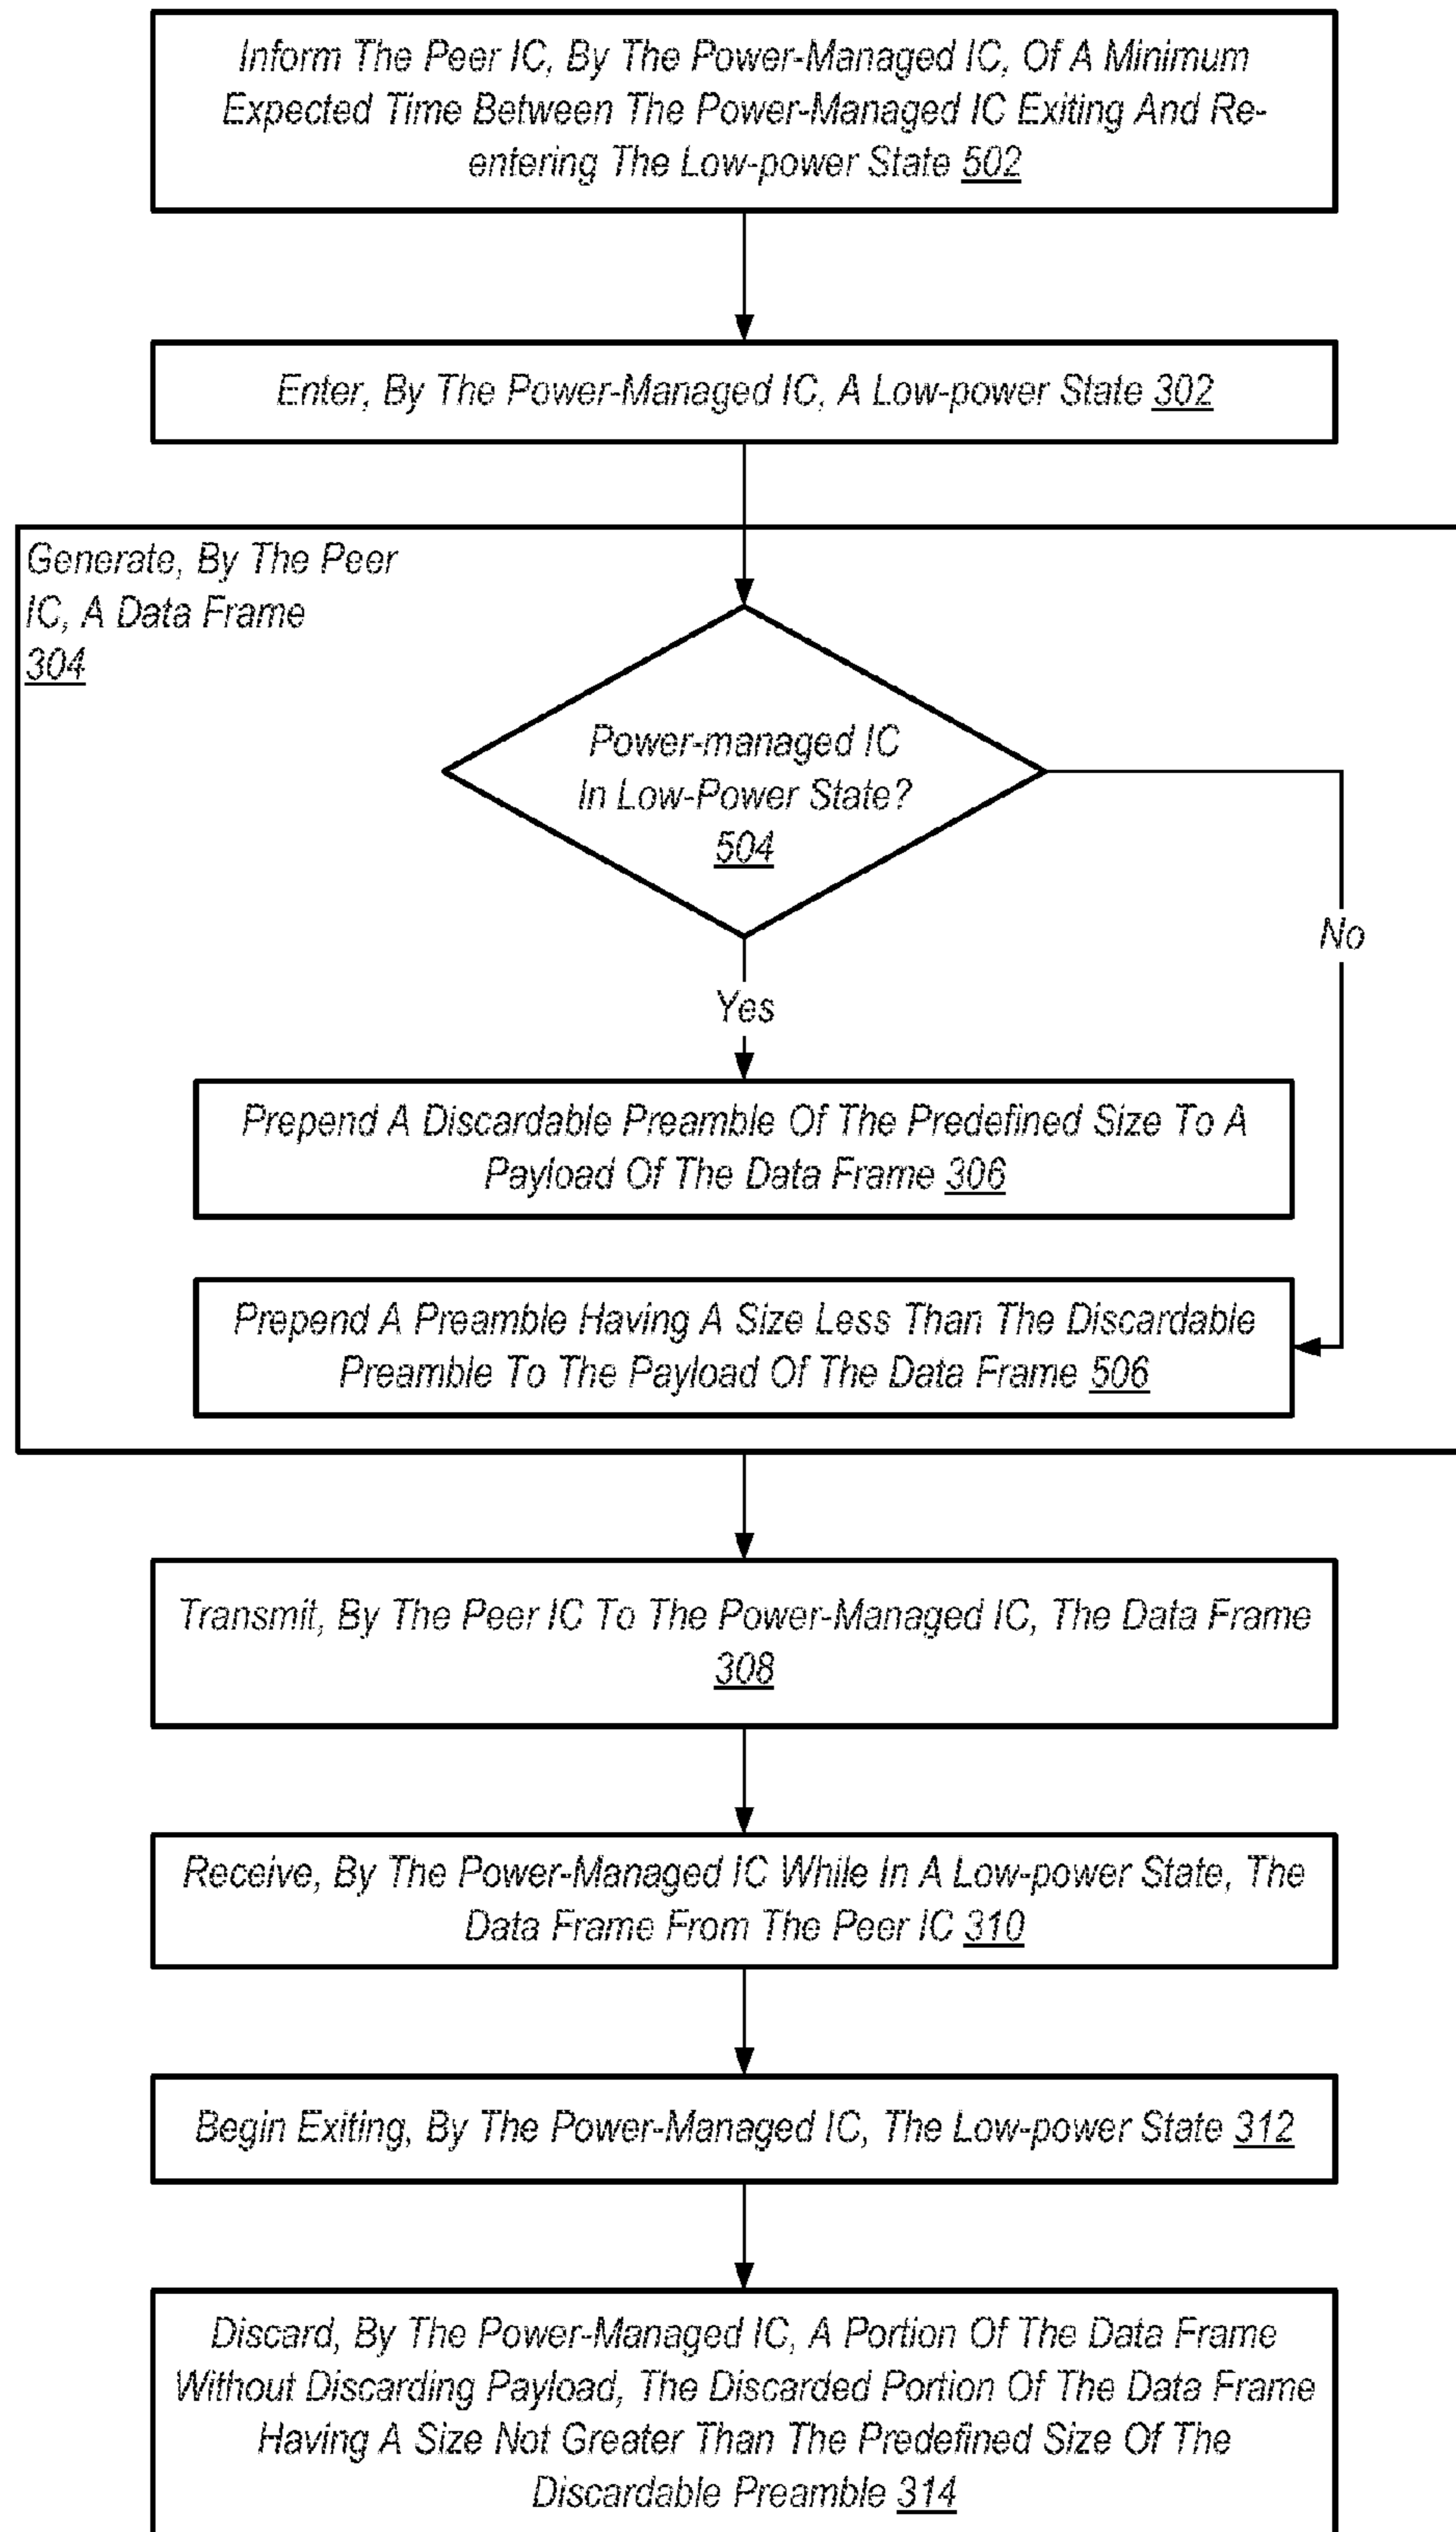 Inform The Peer IC, By The Power-Managed IC, Of A Minimum
Expected Time Between The Power-Managed IC Exiting And Re-
entering The Low-power State 502
Enter, By The Power-Managed IC, A Low-power State 302
Generate, By The Peer
IC, A Data Frame
304
Power-managed IC
In Low-Power State?
504
No
Yes
Prepend A Discardable Preamble Of The Predefined Size To A
Payload Of The Data Frame 306
Prepend A Preamble Having A Size Less Than The Discardable
Preamble To The Payload Of The Data Frame 506
Transmit, By The Peer IC To The Power-Managed IC, The Data Frame
308
Receive, By The Power-Managed IC While In A Low-power State, The
Data Frame From The Peer IC 310
Begin Exiting, By The Power-Managed IC, The Low-power State 312
Discard, By The Power-Managed IC, A Portion Of The Data Frame
Without Discarding Payload, The Discarded Portion Of The Data Frame
Having A Size Not Greater Than The Predefined Size Of The
Discardable Preamble 314